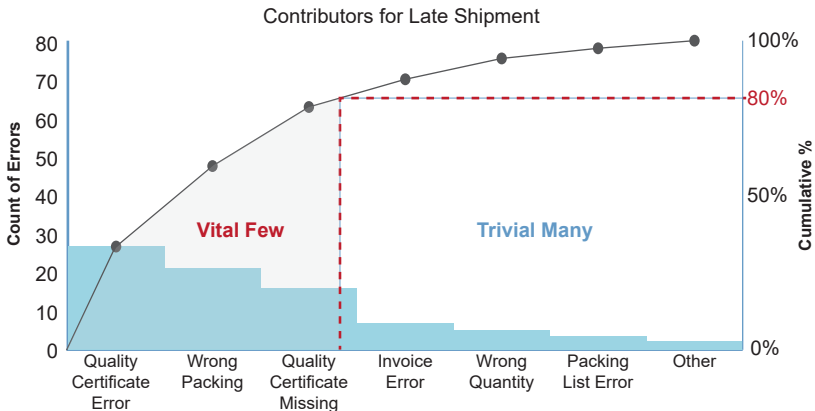 Contributors for Late Shipment
Count of Errors
80
70
60
50
40
30
20
10
0
Vital Few
Trivial Many
100%
80%
50%
0%
Cumulative %
Quality
Certificate
Error
Wrong
Packing
Quality
Certificate
Missing
Invoice
Error
Wrong
Quantity
Packing
List Error
Other